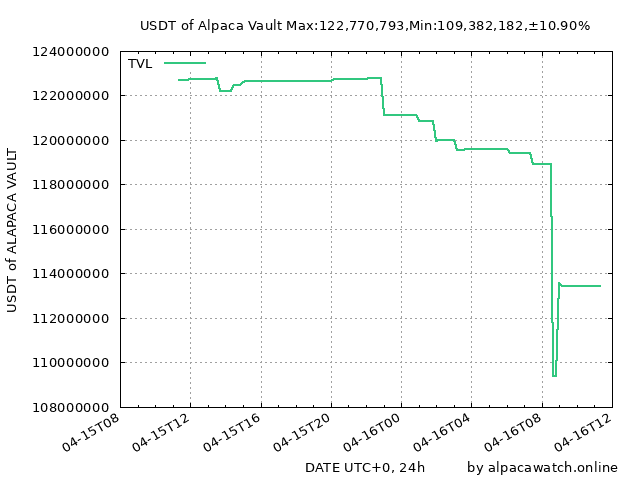 USDT of Alpaca Vault Max:122,770,793,Min:109,382,182,±10.90%
TVL
124000000
122000000
120000000
118000000
116000000
114000000
112000000
110000000
108000000
USDT of ALAPACA VAULT
04-15T08
04-15T12
04-15T16
04-15T20
04-16T00
04-16T04
04-16T08
04-16T12
DATE UTC+0, 24h
by alpacawatch.online